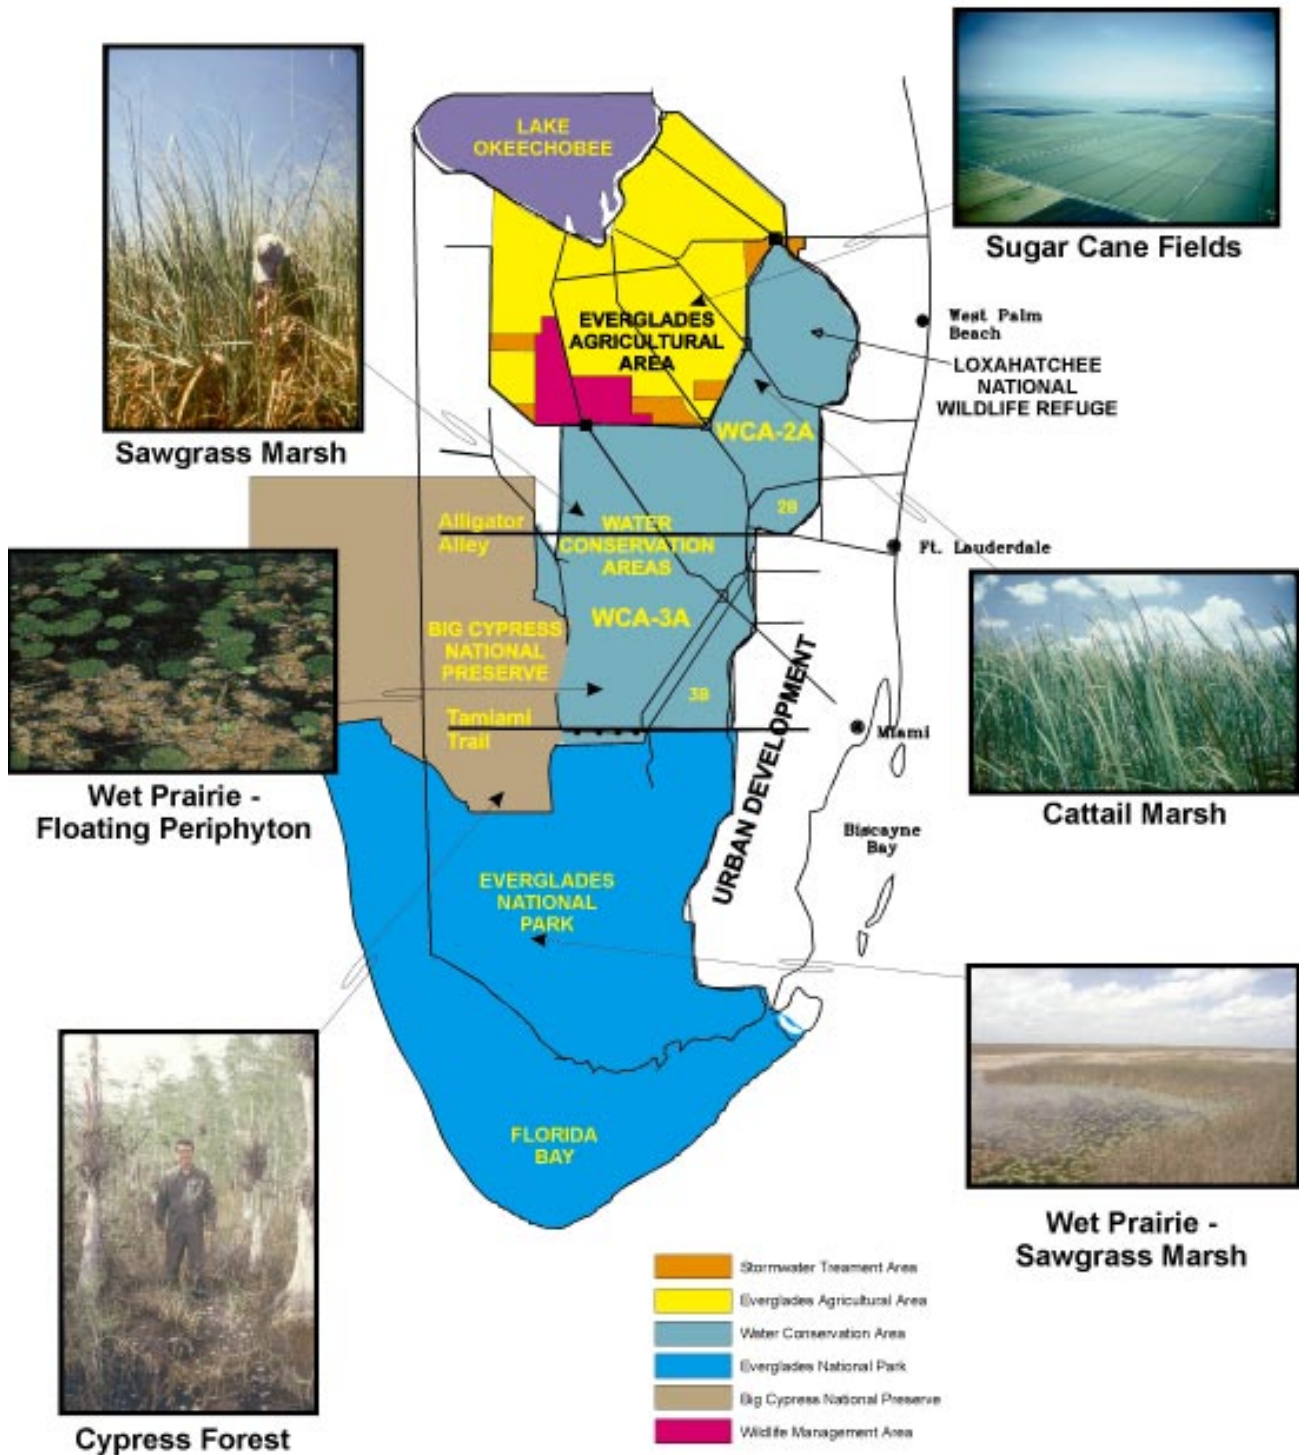 LAKE
OKEECHOBEE
Sugar Cane Fields
EVERGLADES
AGRICULTURAL
AREA
West Palm
Beach
LOXAHATCHEE
NATIONAL
WILDLIFE REFUGE
Sawgrass Marsh
WCA-2A
2B
Alligator
Alley
WATER
CONSERVATION
AREAS
Ft. Lauderdale
WCA-3A
BIG CYPRESS
NATIONAL
PRESERVE
3B
Tamiami
Trail
URBAN DEVELOPMENT
Miami
Wet Prairie -
Floating Periphyton
Cattail Marsh
Biscayne
Bay
EVERGLADES
NATIONAL
PARK
FLORIDA
BAY
Wet Prairie -
Sawgrass Marsh
Stormwater Treament Area
Everglades Agricultural Area
Water Conservation Area
Everglades National Park
Big Cypress National Preserve
Wildlife Management Area
Cypress Forest